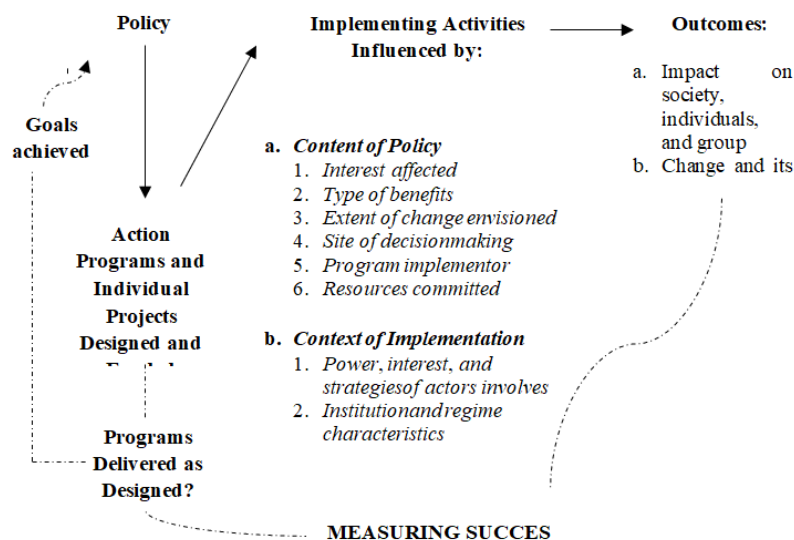 Policy
Implementing Activities
Influenced by:
Outcomes:
a. Impact on
society,
individuals,
and group
b. Change and its
Goals
achieved
a. Content of Policy
1. Interest affected
2. Type of benefits
3. Extent of change envisioned
4. Site of decisionmaking
5. Program implementor
6. Resources committed
Action
Programs and
Individual
Projects
Designed and
b. Context of Implementation
1. Power, interest, and
strategiesof actors involves
2. Institutionandregime
characteristics
Programs
Delivered as
Designed?
MEASURING SUCCES